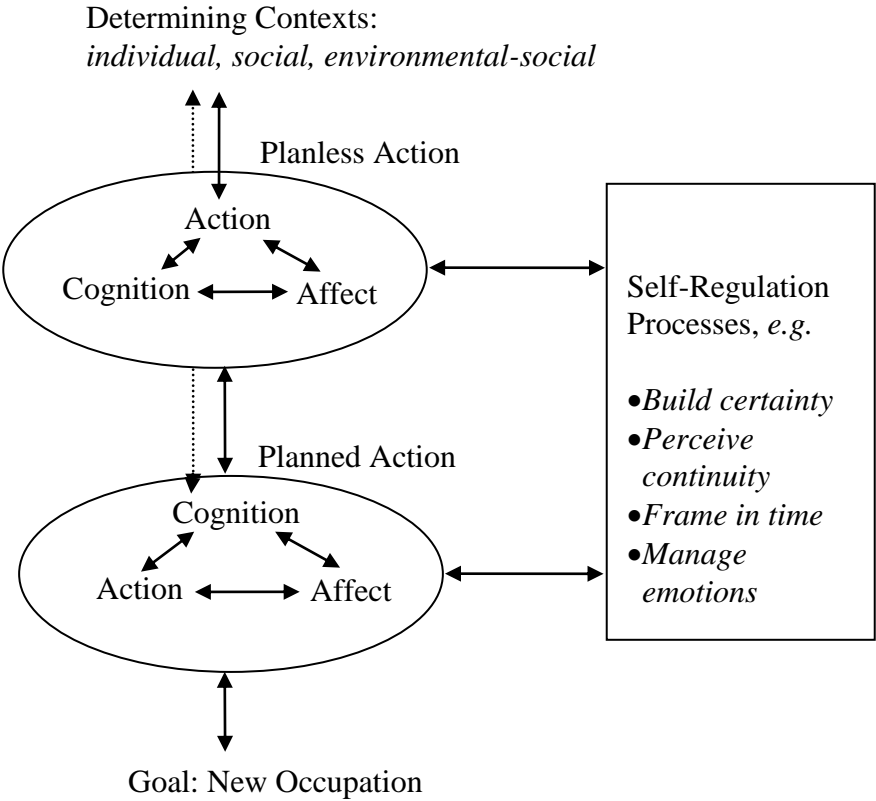 Determining Contexts:
individual, social, environmental-social
Planless Action
Action
Cognition
Affect
Planned Action
Cognition
Action
Affect
Goal: New Occupation
Self-Regulation
Processes, e.g.
•Build certainty
•Perceive
continuity
•Frame in time
•Manage
emotions